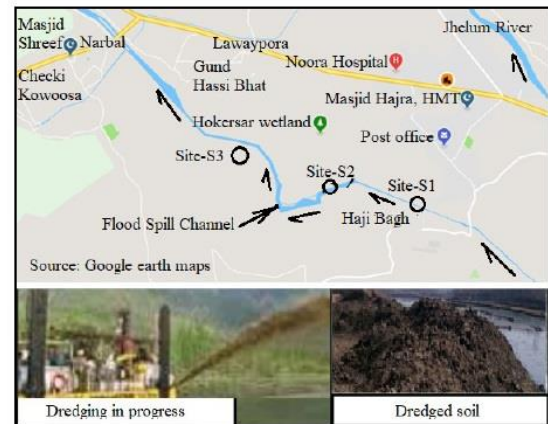 Masjid
Shreef
Narbal
Lawaypora
Jhelum River
Checki
Kowoosa
Gund
Hassi Bhat
Noora Hospital
H
Masjid Hajra, HMT
Hokersar wetland
Post office
Site-S3
Site-S2
Site-S1
Flood Spill Channel
Haji Bagh
Source: Google earth maps
Dredging in progress
Dredged soil